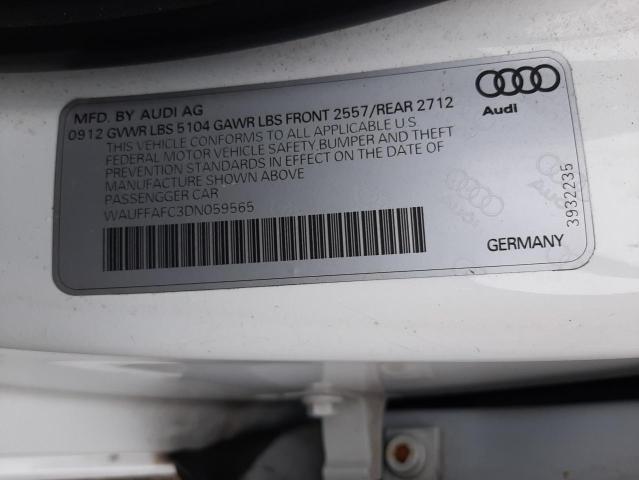 MFD. BY AUDI AG
0912 GVWR LBS 5104 GAWR LBS FRONT 2557/REAR 2712
THIS VEHICLE CONFORMS TO ALL APPLICABLE U.S.
FEDERAL MOTOR VEHICLE SAFETY, BUMPER AND THEFT
PREVENTION STANDARDS IN EFFECT ON THE DATE OF
MANUFACTURE SHOWN ABOVE
PASSENGER CAR
WAUFFAFC3DN059565
Audi
Audi
3932235
GERMANY